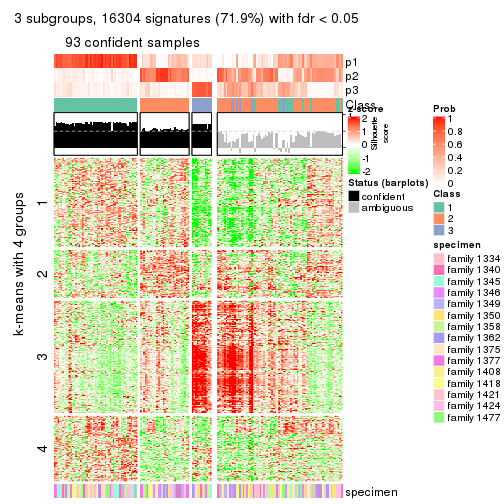 3 subgroups, 16304 signatures (71.9%) with fdr < 0.05
93 confident samples
p1
p2
p3
Class
1
2
3
4
k-means with 4 groups
specimen
z-score
2
1
0
-1
-2
Silhouette
score
Prob
1
0.8
0.6
0.4
0.2
0
Status (barplots)
confident
ambiguous
Class
1
2
3
specimen
family 1334
family 1340
family 1345
family 1346
family 1349
family 1350
family 1358
family 1362
family 1375
family 1377
family 1408
family 1418
family 1421
family 1424
family 1477